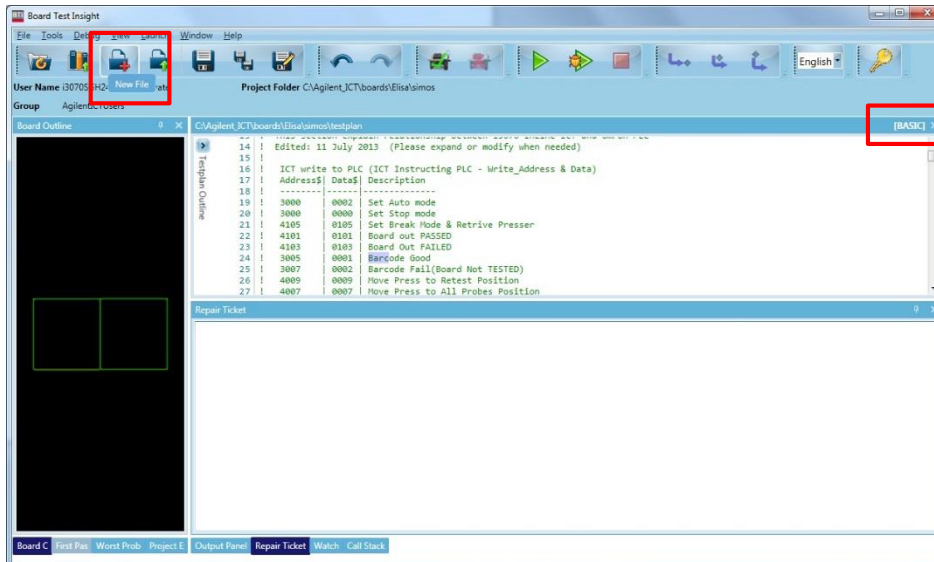 Board Test Insight
File Tools Debug View Launch Window Help
English
New File
User Name i3070
Project Folder C:\Agilent_ICT\boards\Elisa\simos
Group
Board Outline
C:\Agilent_ICT\boards\Elisa\simos\testplan [BASIC]
Testplan Outline
14 ! Edited: 11 July 2013 (Please expand or modify when needed)
15 !
16 ! ICT write to PLC (ICT Instructing PLC - Write_Address & Data)
17 ! Address$| Data$| Description
18 ! --------|------|-------------
19 ! 3000 | 0002 | Set Auto mode
20 ! 3000 | 0000 | Set Stop mode
21 ! 4105 | 0105 | Set Break Mode & Retrive Presser
22 ! 4101 | 0101 | Board out PASSED
23 ! 4103 | 0103 | Board Out FAILED
24 ! 3005 | 0001 | Barcode Good
25 ! 3007 | 0002 | Barcode Fail(Board Not TESTED)
26 ! 4009 | 0009 | Move Press to Retest Position
27 ! 4007 | 0007 | Move Press to All Probes Position
Repair Ticket
Board C First Pas Worst Prob Project E Output Panel Repair Ticket Watch Call Stack